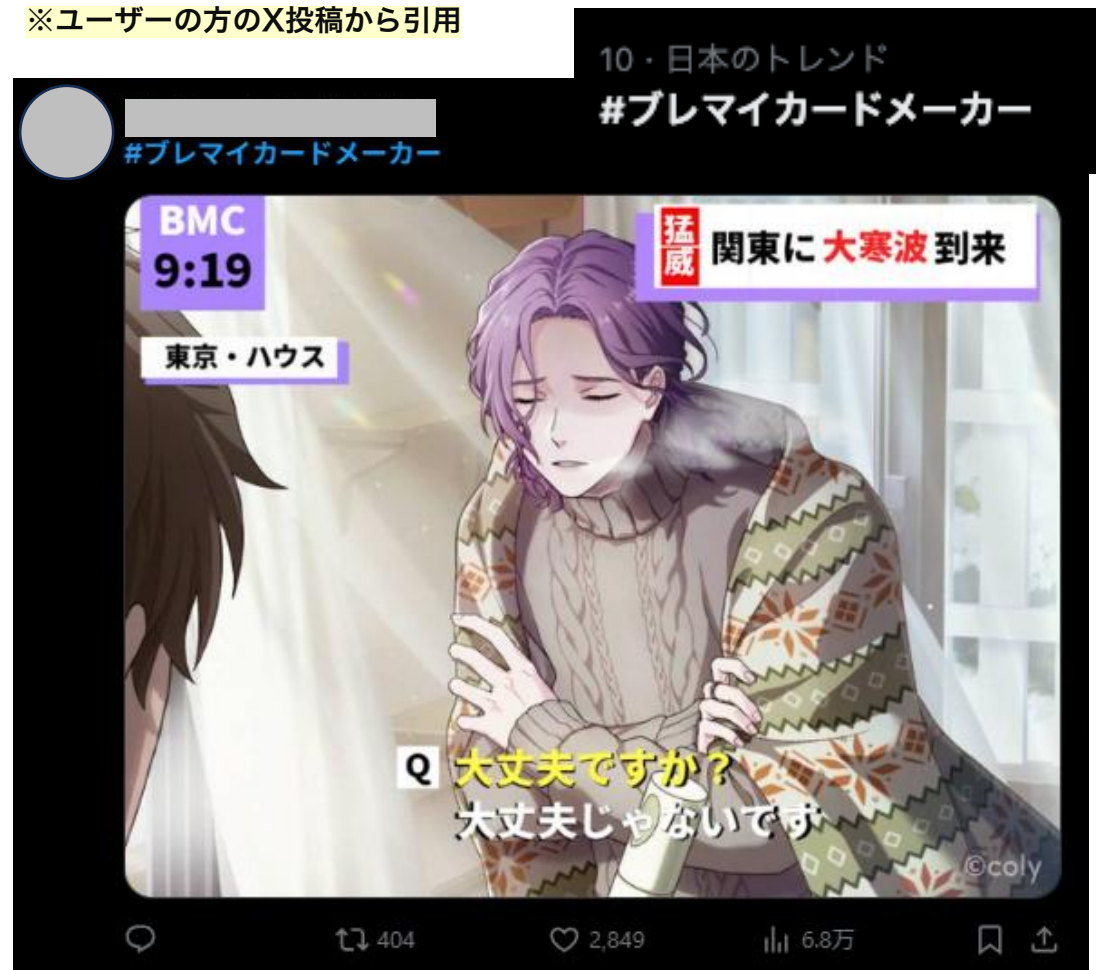 ※ユーザーの方のX投稿から引用
10・日本のトレンド
#ブレマイカードメーカー
#ブレマイカードメーカー
BMC
9:19
猛威 関東に大寒波到来
東京・ハウス
Q 大丈夫ですか？
大丈夫じゃないです
©coly
404 2,849 6.8万